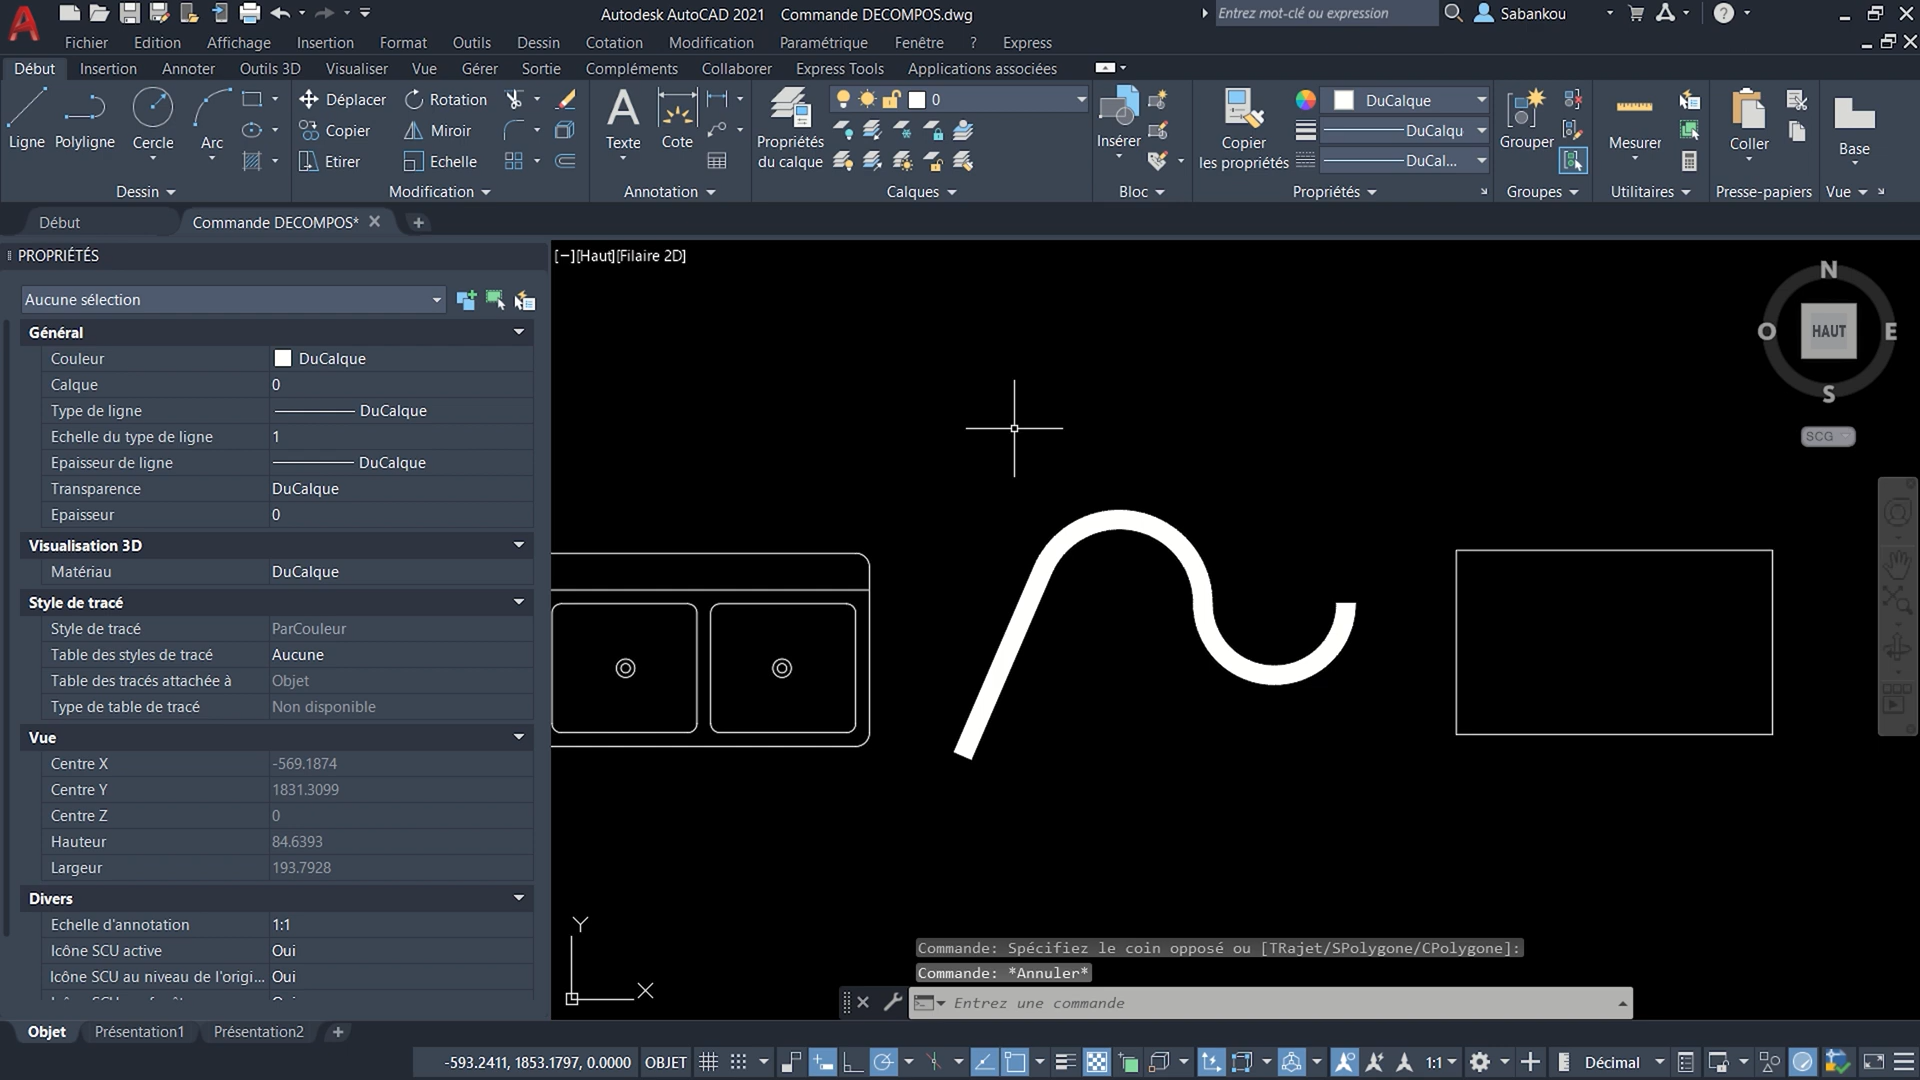 Autodesk AutoCAD 2021 Commande DECOMPOS.dwg
Entrez mot-clé ou expression
Sabankou
Fichier Edition Affichage Insertion Format Outils Dessin Cotation Modification Paramétrique Fenêtre ? Express
Début Insertion Annoter Outils 3D Visualiser Vue Gérer Sortie Compléments Collaborer Express Tools Applications associées
Ligne Polyligne Cercle Arc
Déplacer Rotation
Copier Miroir
Etirer Echelle
Texte Cote
Propriétés
du calque
0
Insérer
Copier
les propriétés
DuCalque
DuCalqu
DuCal...
Grouper
Mesurer
Coller
Base
Dessin Modification Annotation Calques Bloc Propriétés Groupes Utilitaires Presse-papiers Vue
Début Commande DECOMPOS*
PROPRIÉTÉS
Aucune sélection
Général
Couleur DuCalque
Calque 0
Type de ligne DuCalque
Echelle du type de ligne 1
Epaisseur de ligne DuCalque
Transparence DuCalque
Epaisseur 0
Visualisation 3D
Matériau DuCalque
Style de tracé
Style de tracé ParCouleur
Table des styles de tracé Aucune
Table des tracés attachée à Objet
Type de table de tracé Non disponible
Vue
Centre X -569.1874
Centre Y 1831.3099
Centre Z 0
Hauteur 84.6393
Largeur 193.7928
Divers
Echelle d'annotation 1:1
Icône SCU active Oui
Icône SCU au niveau de l'origi... Oui
[−][Haut][Filaire 2D]
N
O HAUT E
S
SCG
Y
X
Commande: Spécifiez le coin opposé ou [TRajet/SPolygone/CPolygone]:
Commande: *Annuler*
Entrez une commande
Objet Présentation1 Présentation2
-593.2411, 1853.1797, 0.0000 OBJET 1:1 Décimal